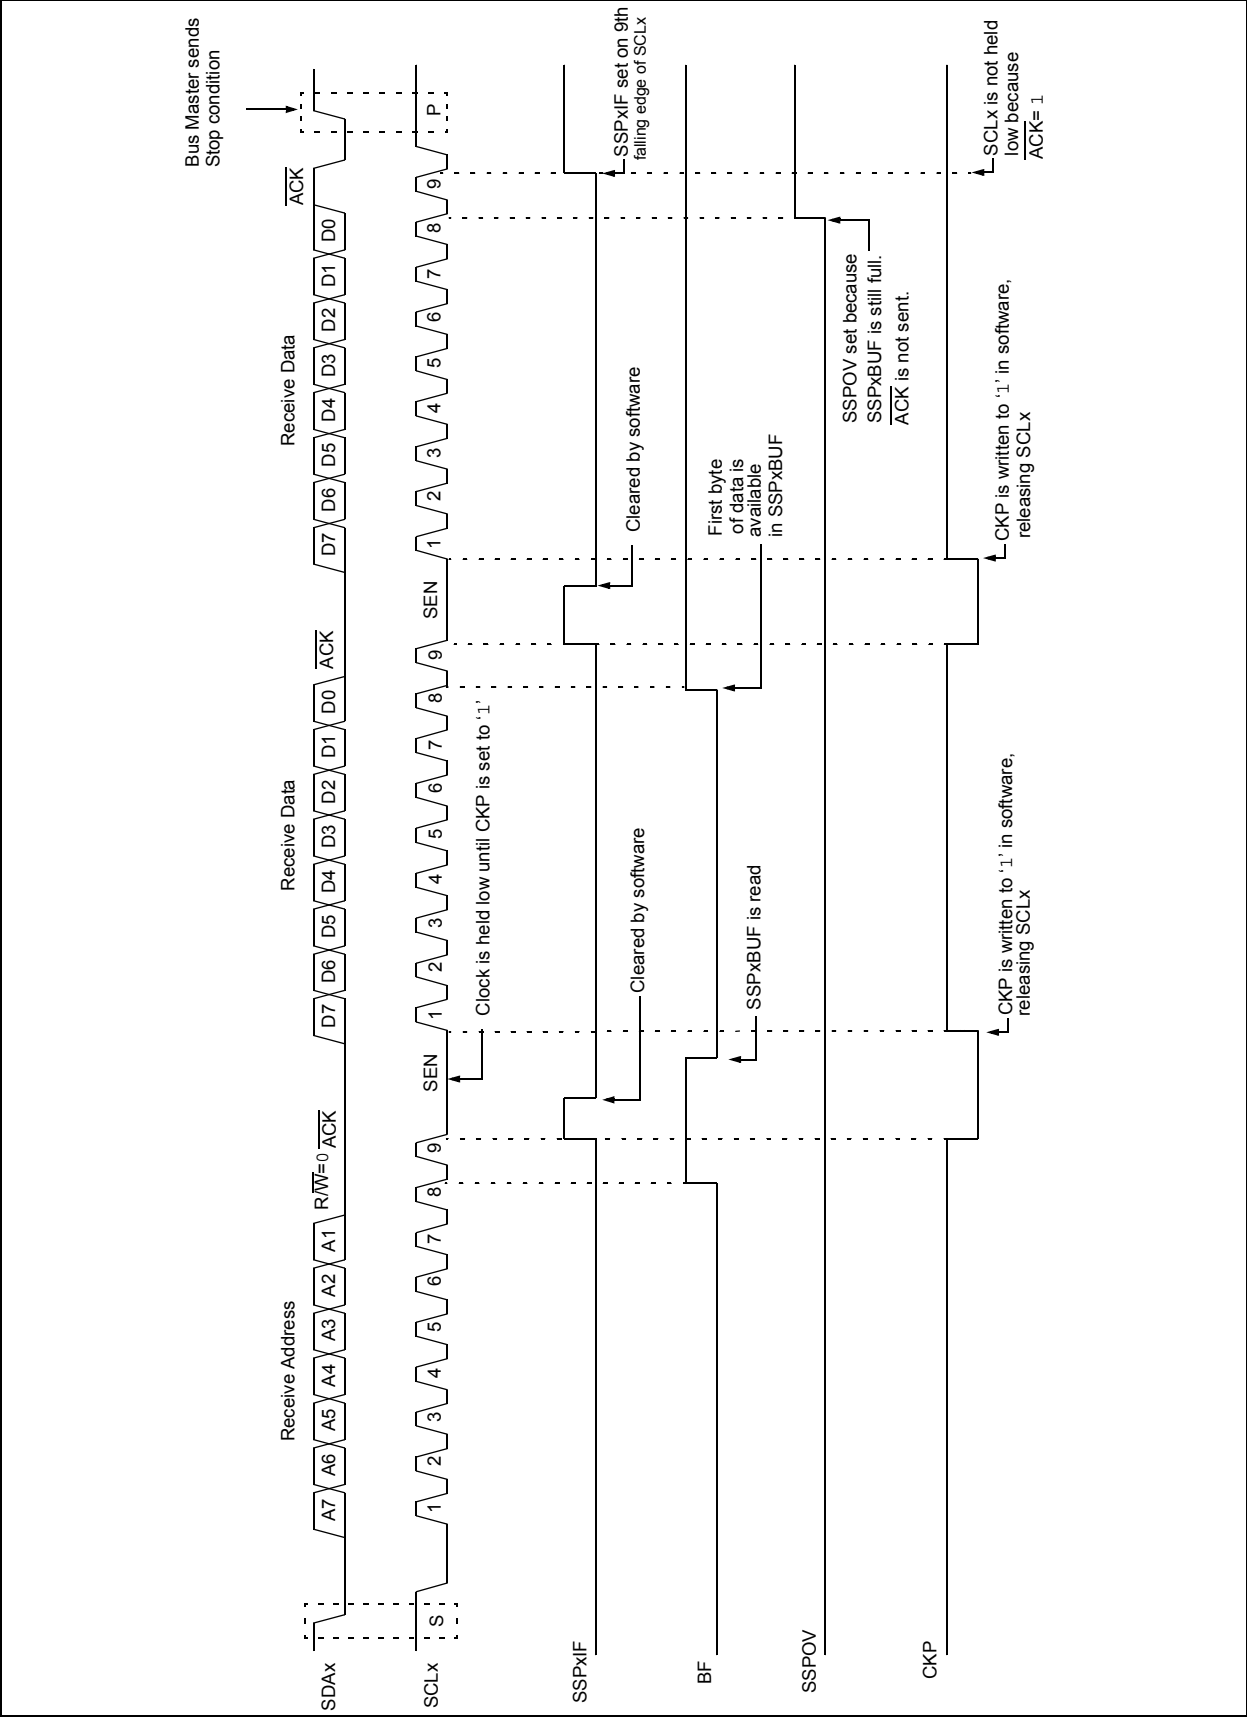 Bus Master sends
Stop condition
Receive Address
Receive Data
Receive Data
SDAx
A7 A6 A5 A4 A3 A2 A1 R/W=0 ACK D7 D6 D5 D4 D3 D2 D1 D0 ACK D7 D6 D5 D4 D3 D2 D1 D0 ACK
SCLx
S 1 2 3 4 5 6 7 8 9 SEN 1 2 3 4 5 6 7 8 9 SEN 1 2 3 4 5 6 7 8 9 P
Clock is held low until CKP is set to ‘1’
SSPxIF
Cleared by software
Cleared by software
SSPxIF set on 9th
falling edge of SCLx
BF
SSPxBUF is read
First byte
of data is
available
in SSPxBUF
SSPOV
SSPOV set because
SSPxBUF is still full.
ACK is not sent.
CKP
CKP is written to ‘1’ in software,
releasing SCLx
CKP is written to ‘1’ in software,
releasing SCLx
SCLx is not held
low because
ACK= 1